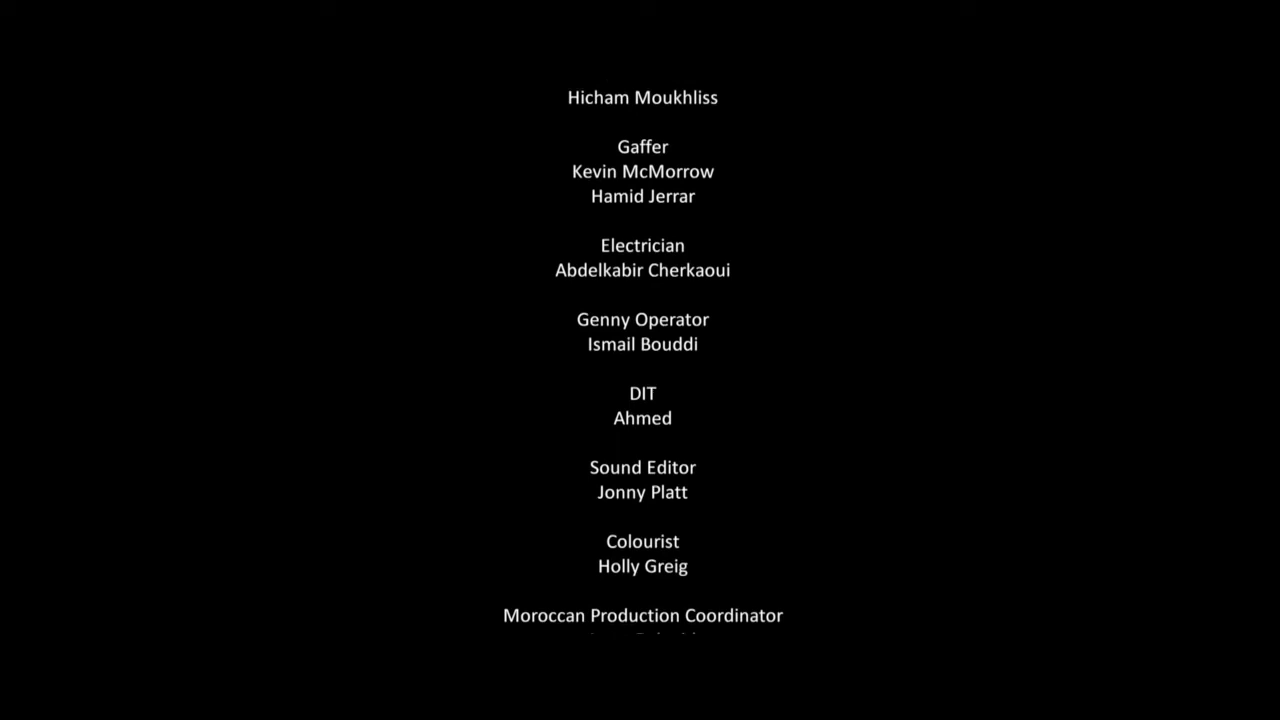 Hicham Moukhliss
Gaffer
Kevin McMorrow
Hamid Jerrar
Electrician
Abdelkabir Cherkaoui
Genny Operator
Ismail Bouddi
DIT
Ahmed
Sound Editor
Jonny Platt
Colourist
Holly Greig
Moroccan Production Coordinator